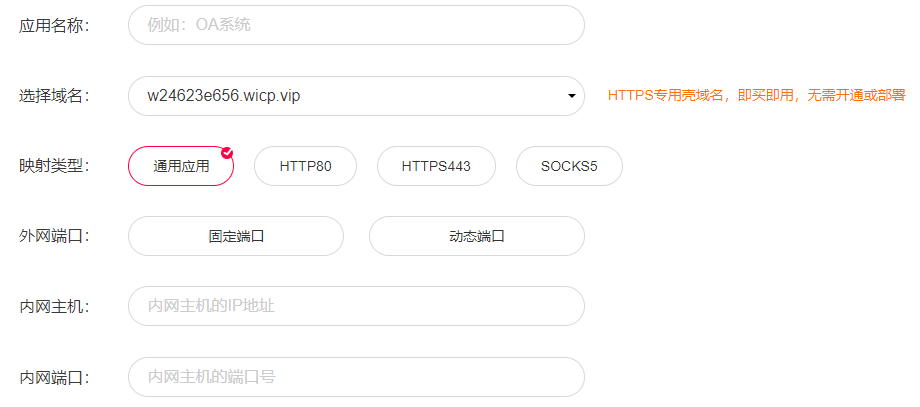 应用名称： 例如：OA系统
选择域名： w24623e656.wicp.vip HTTPS专用壳域名，即买即用，无需开通或部署
映射类型： 通用应用 HTTP80 HTTPS443 SOCKS5
外网端口： 固定端口 动态端口
内网主机： 内网主机的IP地址
内网端口： 内网主机的端口号